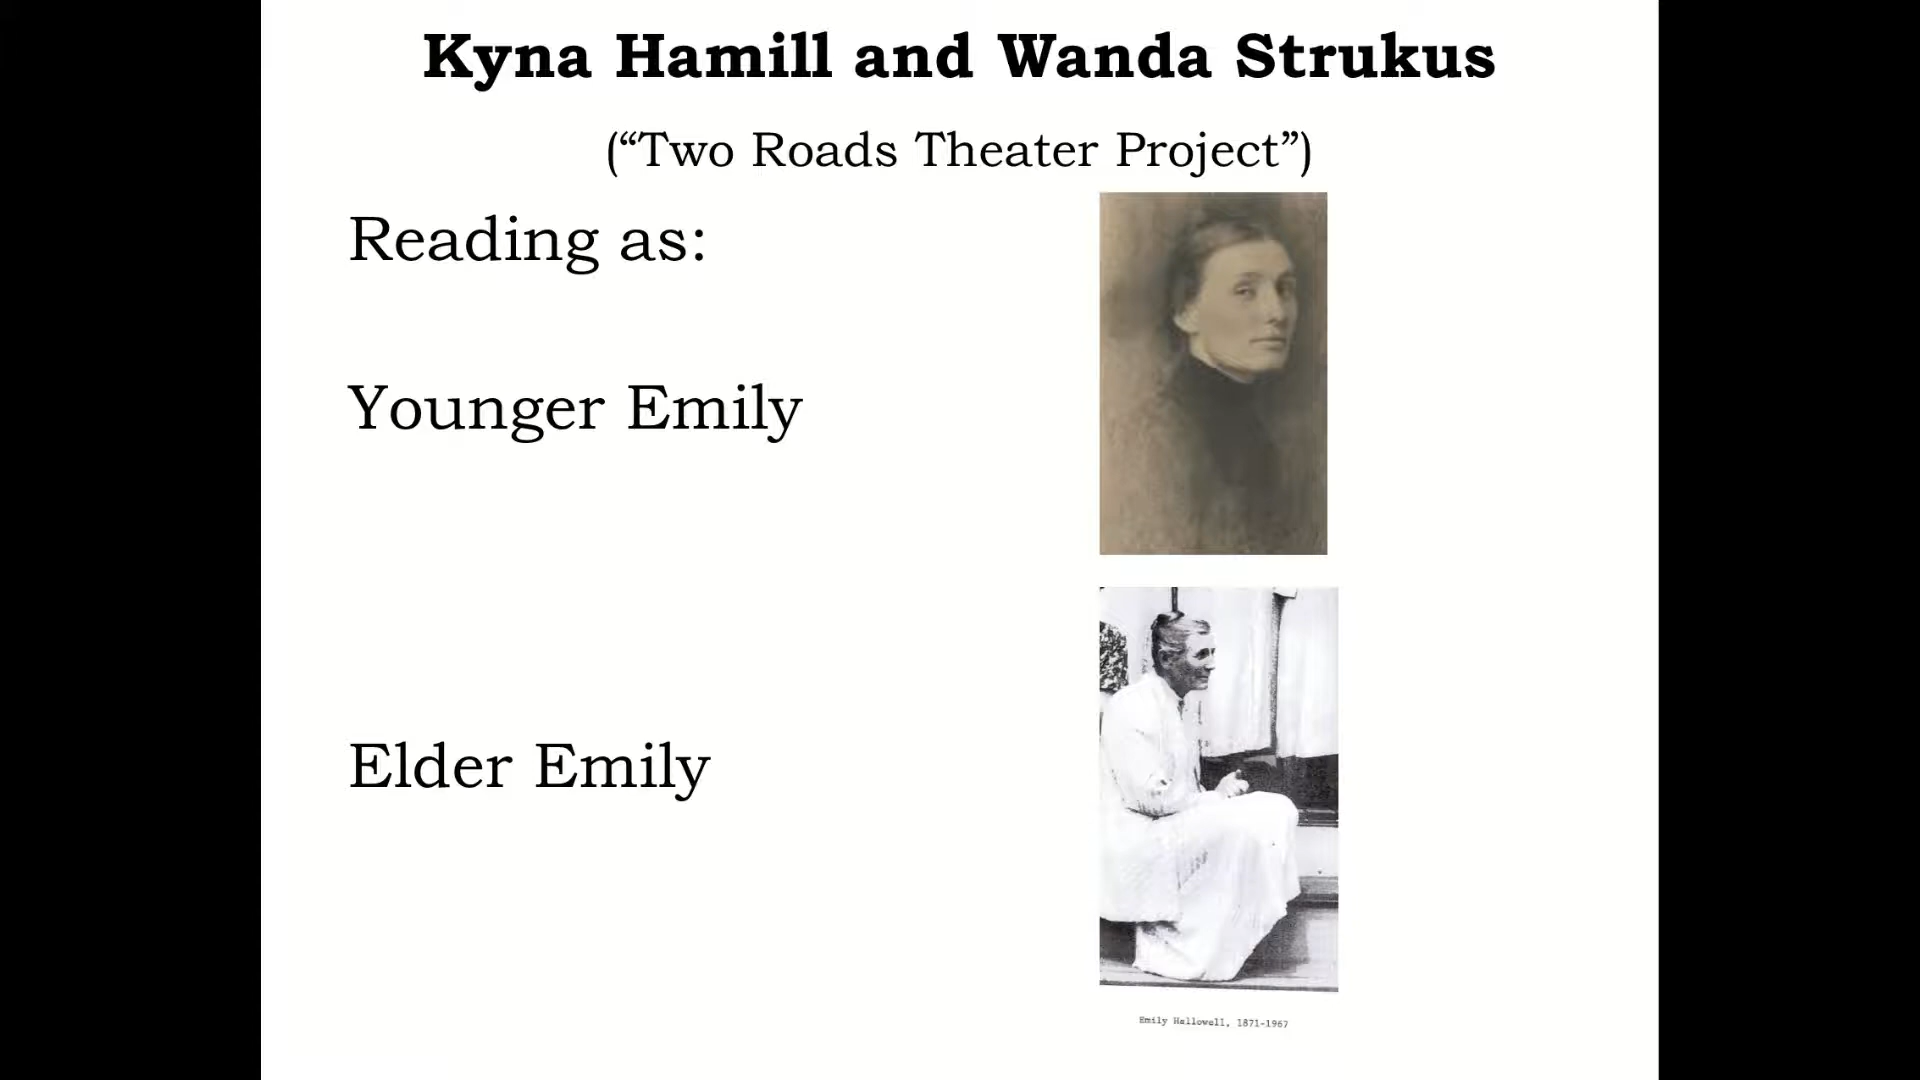 Kyna Hamill and Wanda Strukus
(“Two Roads Theater Project”)
Reading as:
Younger Emily
Elder Emily
Emily Hallowell, 1871-1967